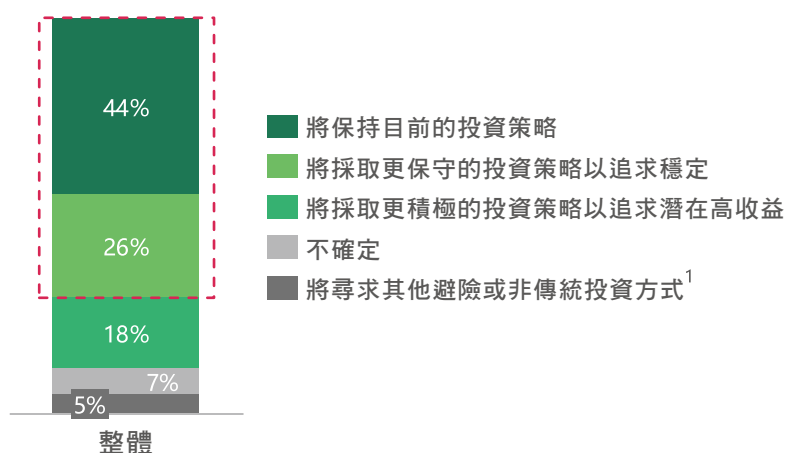 44%
26%
18%
7%
5%
整體
將保持目前的投資策略
將採取更保守的投資策略以追求穩定
將採取更積極的投資策略以追求潛在高收益
不確定
將尋求其他避險或非傳統投資方式1